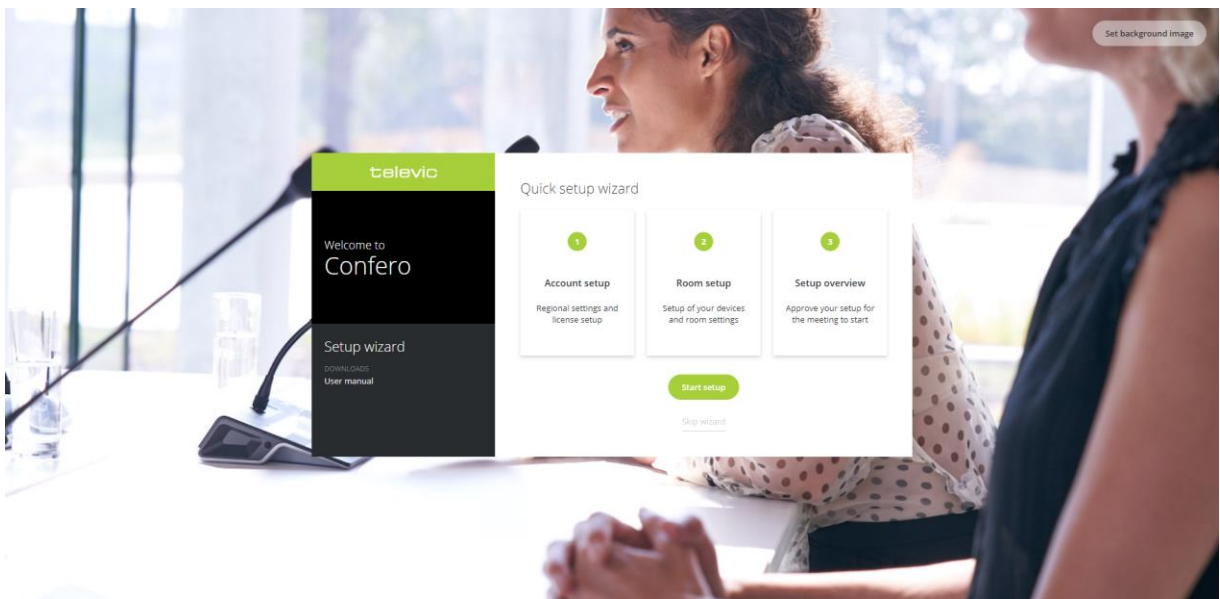 Set background image
televic
Welcome to
Confero
Setup wizard
DOWNLOADS
User manual
Quick setup wizard
1
Account setup
Regional settings and
license setup
2
Room setup
Setup of your devices
and room settings
3
Setup overview
Approve your setup for
the meeting to start
Start setup
Skip wizard